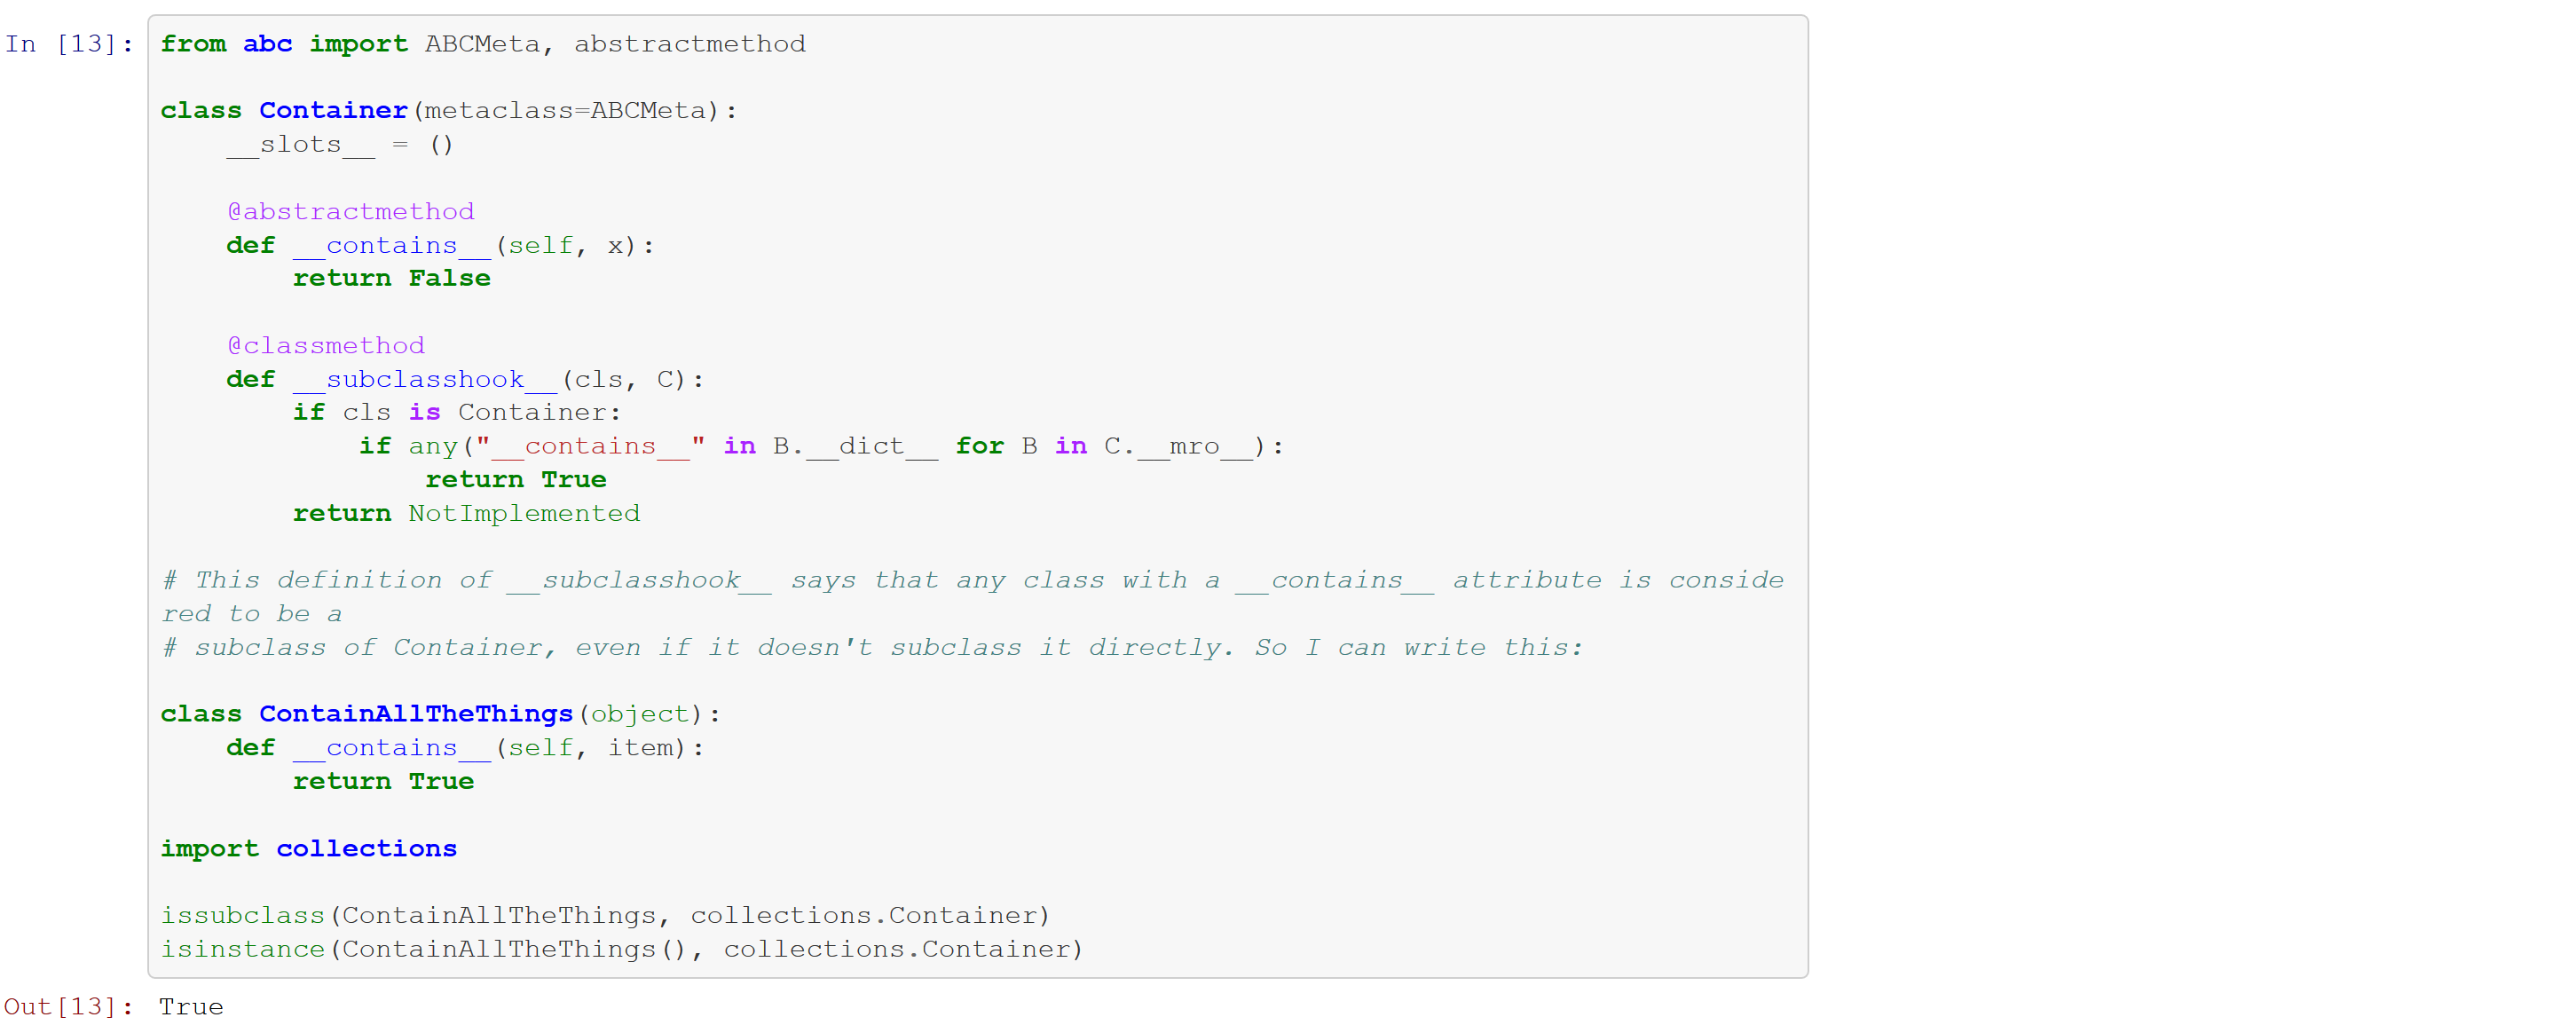 In [13]: from abc import ABCMeta, abstractmethod

class Container(metaclass=ABCMeta):
    __slots__ = ()

    @abstractmethod
    def __contains__(self, x):
        return False

    @classmethod
    def __subclasshook__(cls, C):
        if cls is Container:
            if any("__contains__" in B.__dict__ for B in C.__mro__):
                return True
        return NotImplemented

# This definition of __subclasshook__ says that any class with a __contains__ attribute is conside
red to be a
# subclass of Container, even if it doesn't subclass it directly. So I can write this:

class ContainAllTheThings(object):
    def __contains__(self, item):
        return True

import collections

issubclass(ContainAllTheThings, collections.Container)
isinstance(ContainAllTheThings(), collections.Container)
Out[13]: True